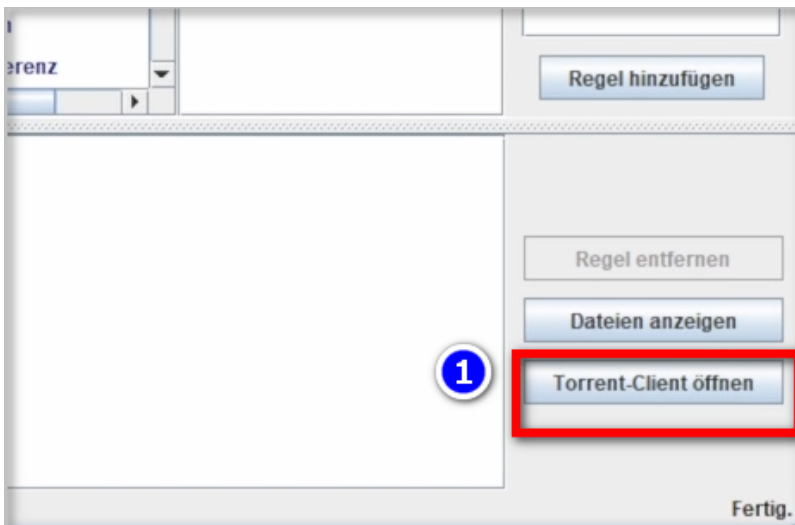 erenz
Regel hinzufügen
Regel entfernen
Dateien anzeigen
1
Torrent-Client öffnen
Fertig.